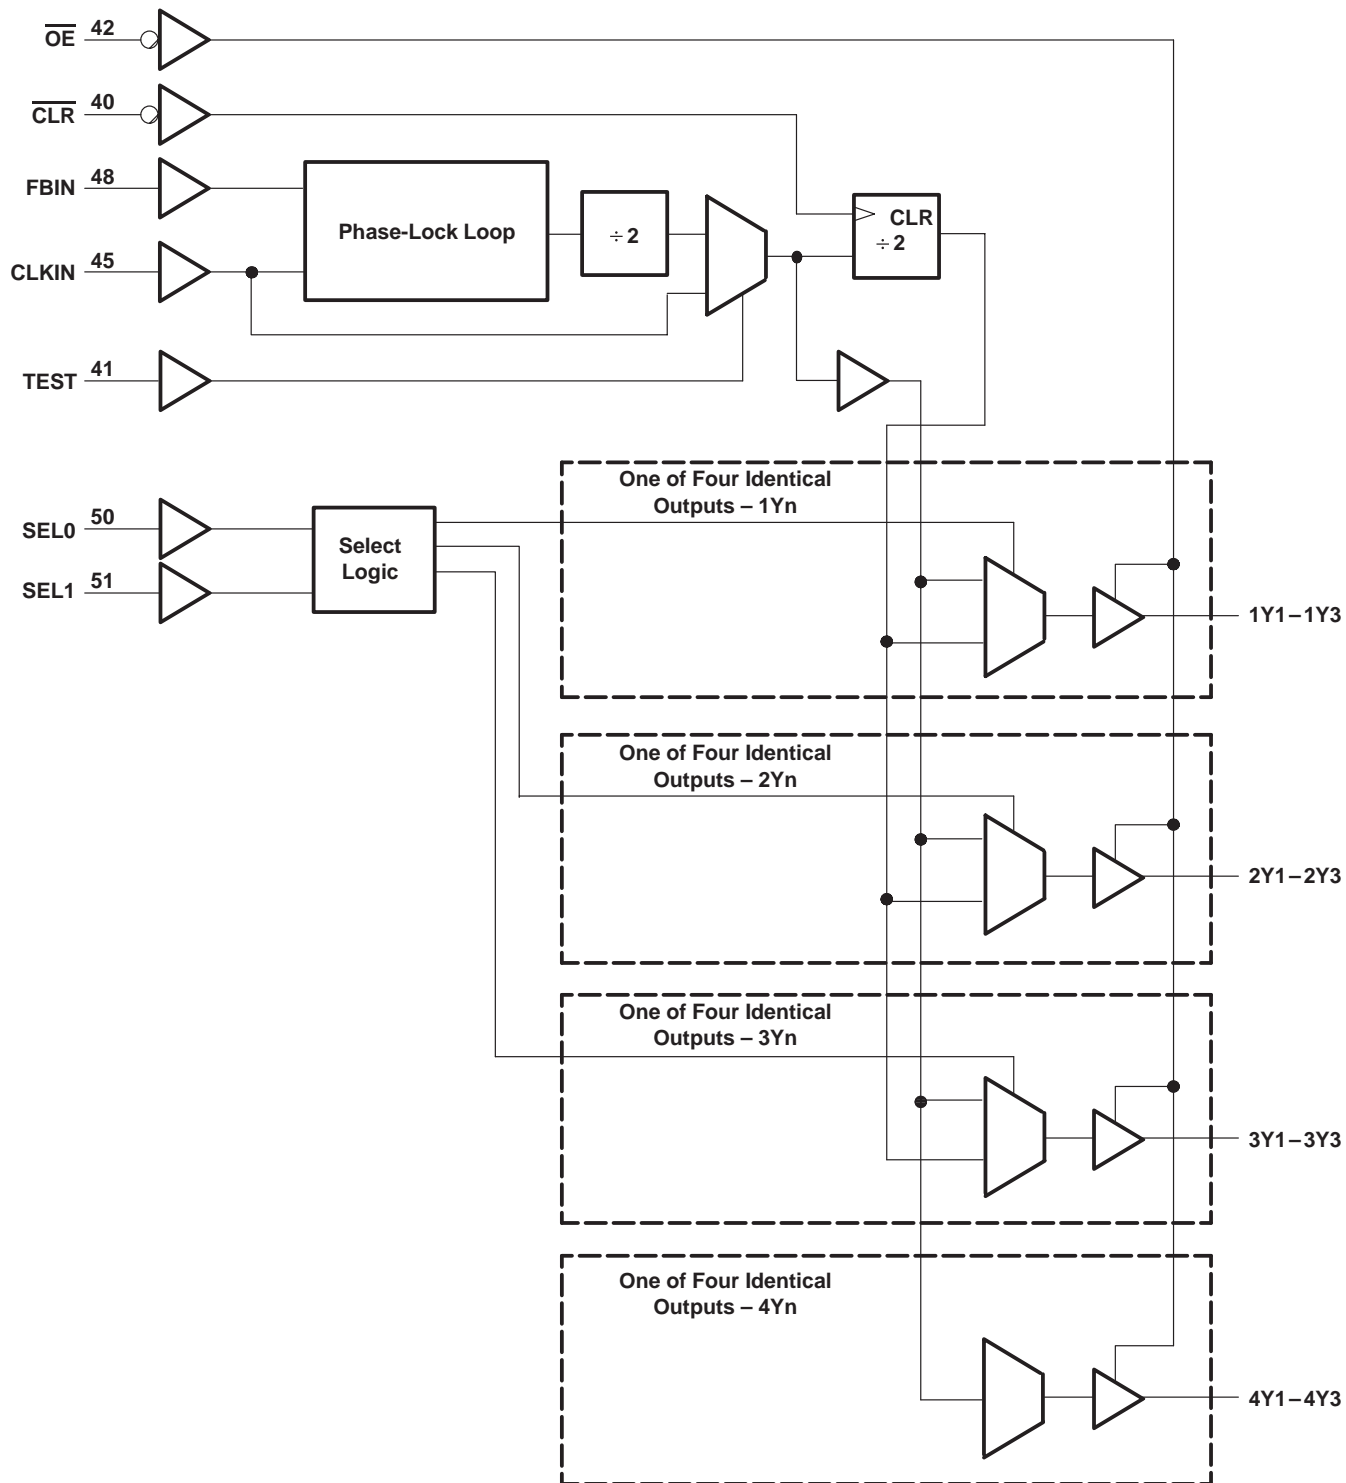 OE 42
CLR 40
FBIN 48
Phase-Lock Loop
÷ 2
CLR
÷ 2
CLKIN 45
TEST 41
One of Four Identical
Outputs – 1Yn
SEL0 50
Select
Logic
SEL1 51
1Y1–1Y3
One of Four Identical
Outputs – 2Yn
2Y1–2Y3
One of Four Identical
Outputs – 3Yn
3Y1–3Y3
One of Four Identical
Outputs – 4Yn
4Y1–4Y3